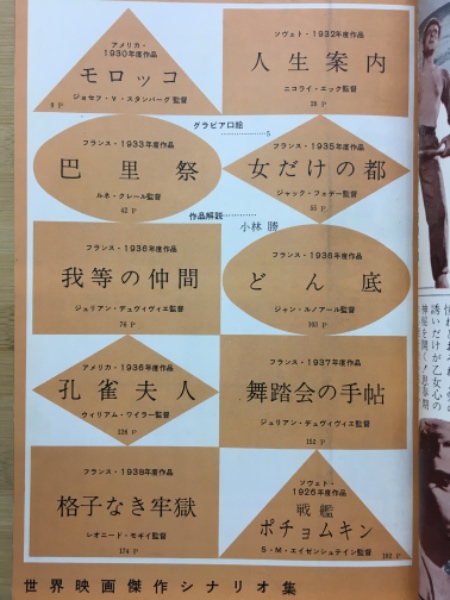 アメリカ・
1930年度作品
モロッコ
ジョセフ・V・スタンバーグ監督
9 P
ソヴェト・1932年度作品
人生案内
ニコライ・エック監督
28 P
グラビア口絵…………5
フランス・1933年度作品
巴里祭
ルネ・クレール監督
42 P
フランス・1935年度作品
女だけの都
ジャック・フェデー監督
55 P
作品解説…………
小林 勝
フランス・1936年度作品
我等の仲間
ジュリアン・デュヴィヴィエ監督
76 P
フランス・1936年度作品
どん底
ジャン・ルノアール監督
103 P
アメリカ・1936年度作品
孔雀夫人
ウィリアム・ワイラー監督
126 P
フランス・1937年度作品
舞踏会の手帖
ジュリアン・デュヴィヴィエ監督
152 P
フランス・1938年度作品
格子なき牢獄
レオニード・モギイ監督
174 P
ソヴェト・
1926年度作品
戦艦
ポチョムキン
S・M・エイゼンシュテイン監督
192 P
世界映画傑作シナリオ集
誘いだけが乙女心の